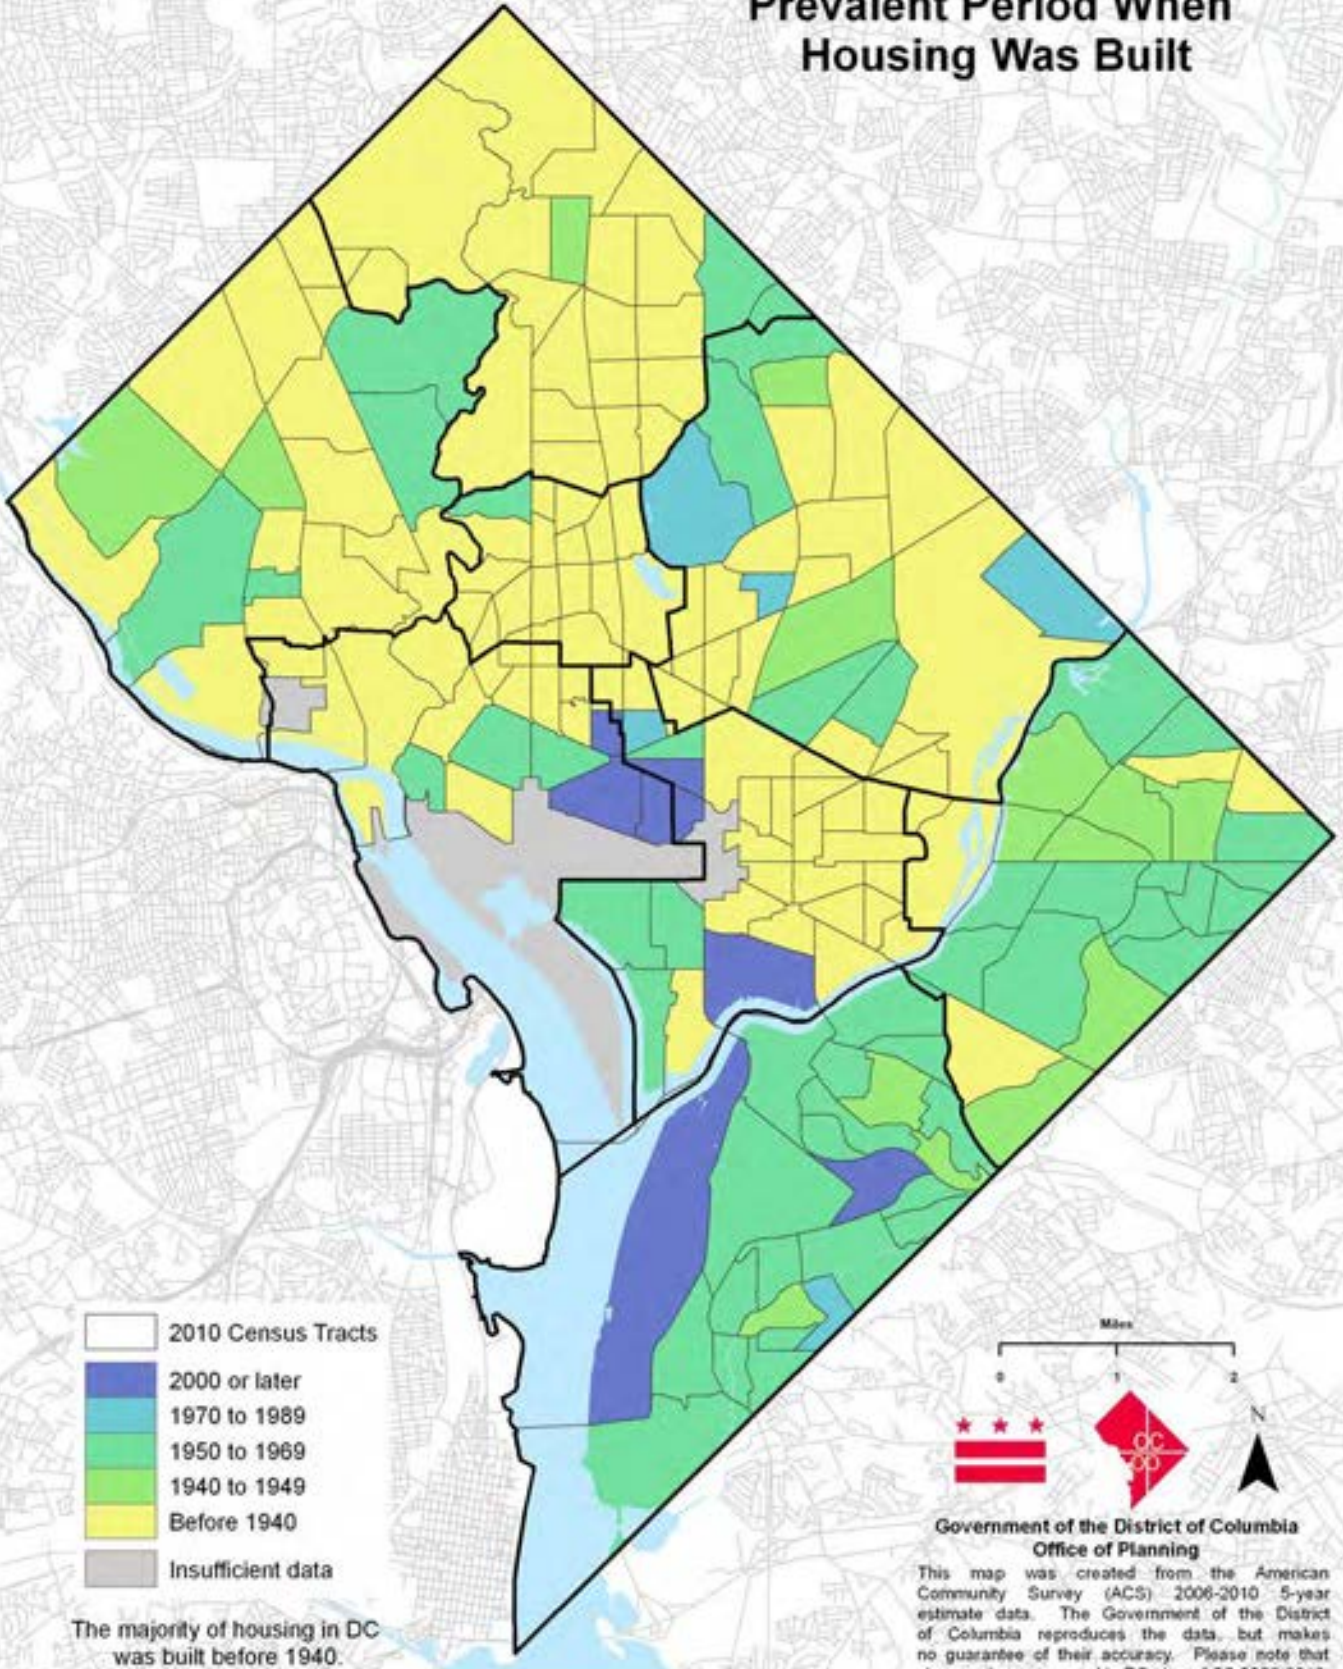 Prevalent Period When
Housing Was Built
2010 Census Tracts
2000 or later
1970 to 1989
1950 to 1969
1940 to 1949
Before 1940
Insufficient data
The majority of housing in DC
was built before 1940.
Miles
0 1 2
N
DC
OP
Government of the District of Columbia
Office of Planning
This map was created from the American
Community Survey (ACS) 2006-2010 5-year
estimate data. The Government of the District
of Columbia reproduces the data, but makes
no guarantee of their accuracy. Please note that